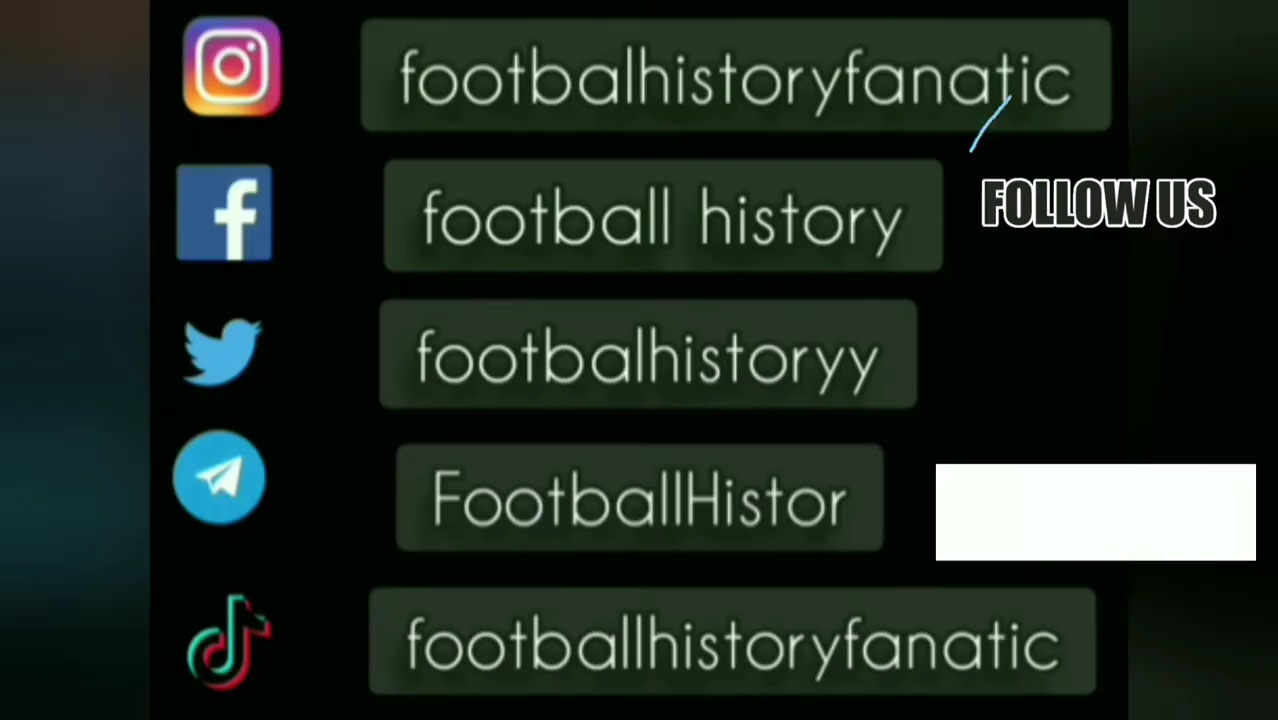 footbalhistoryfanatic
football history
FOLLOW US
footbalhistoryy
FootballHistor
footballhistoryfanatic